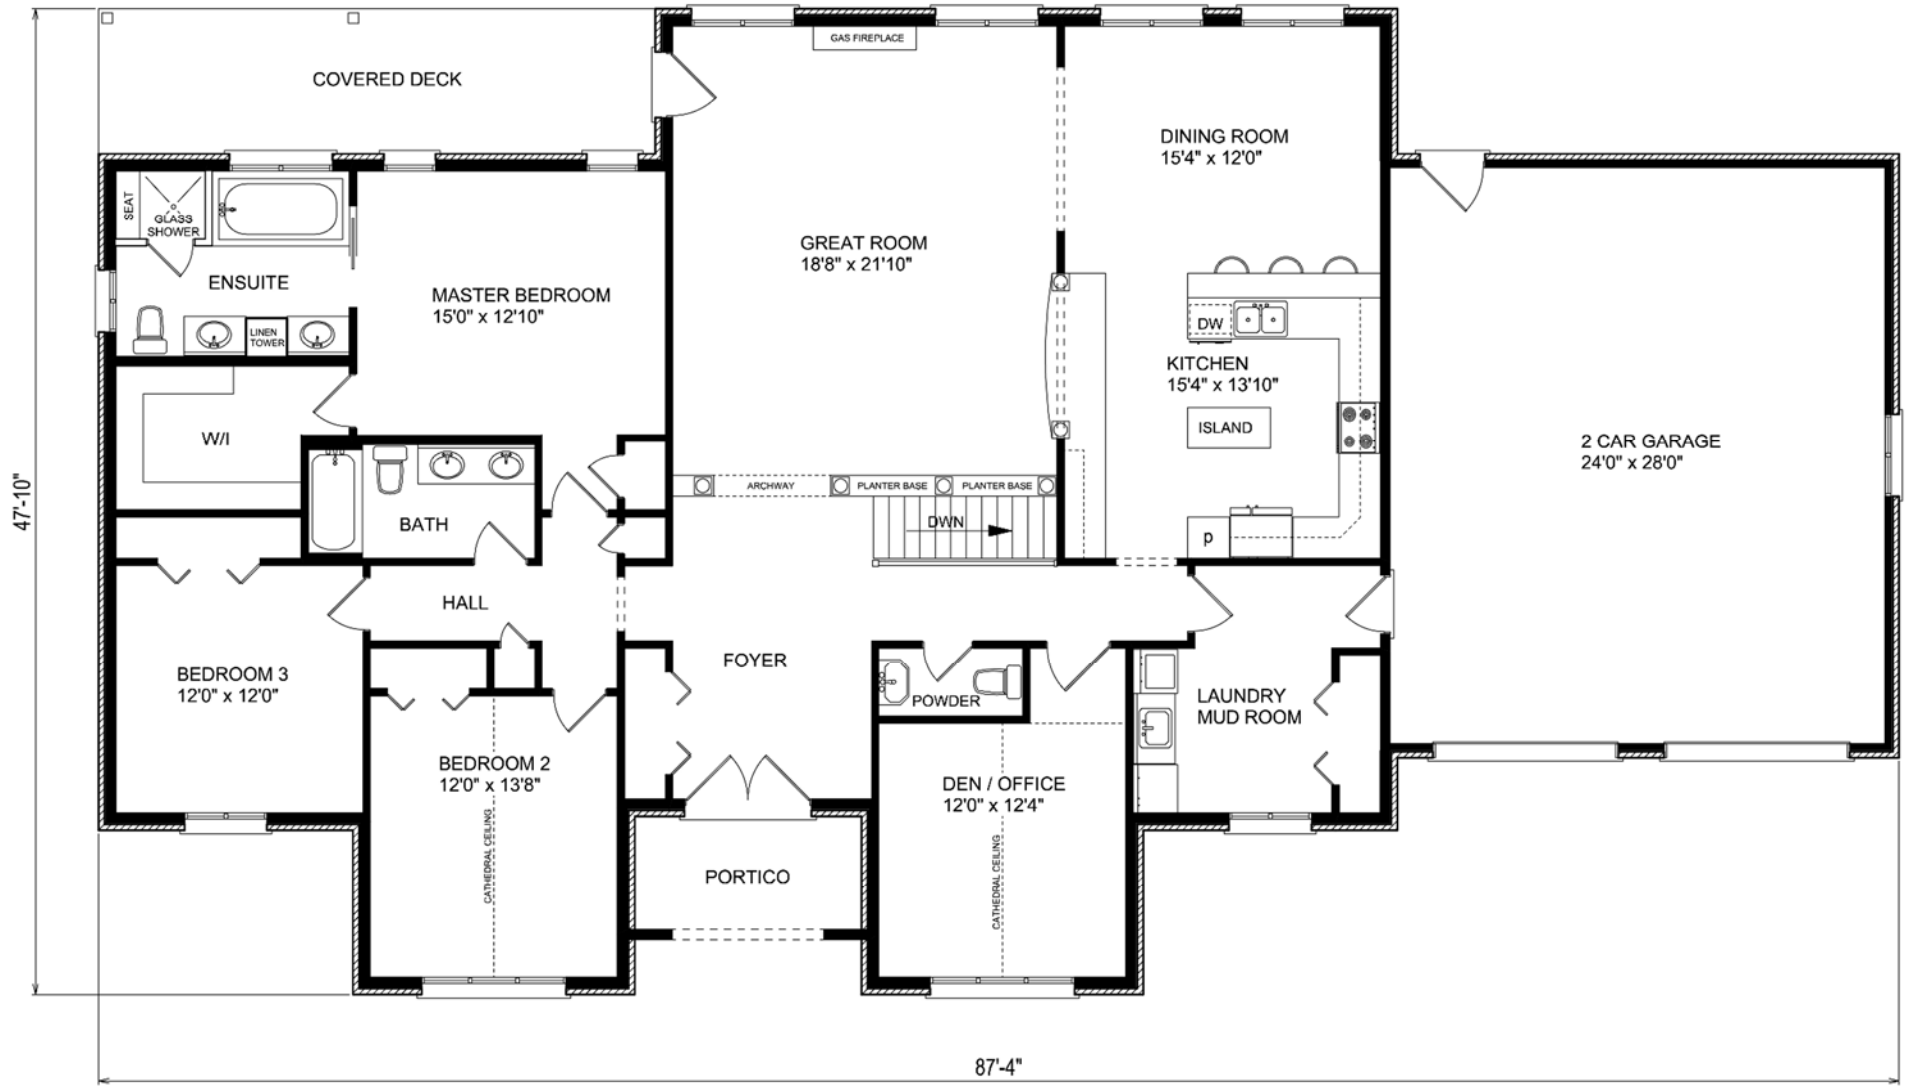 GAS FIREPLACE
COVERED DECK
DINING ROOM
15'4" x 12'0"
SEAT
GLASS
SHOWER
GREAT ROOM
18'8" x 21'10"
ENSUITE
MASTER BEDROOM
15'0" x 12'10"
LINEN
TOWER
DW
KITCHEN
15'4" x 13'10"
ISLAND
W/I
2 CAR GARAGE
24'0" x 28'0"
47'-10"
ARCHWAY
PLANTER BASE
PLANTER BASE
BATH
DWN
p
HALL
FOYER
BEDROOM 3
12'0" x 12'0"
POWDER
LAUNDRY
MUD ROOM
BEDROOM 2
12'0" x 13'8"
DEN / OFFICE
12'0" x 12'4"
CATHEDRAL CEILING
CATHEDRAL CEILING
PORTICO
87'-4"